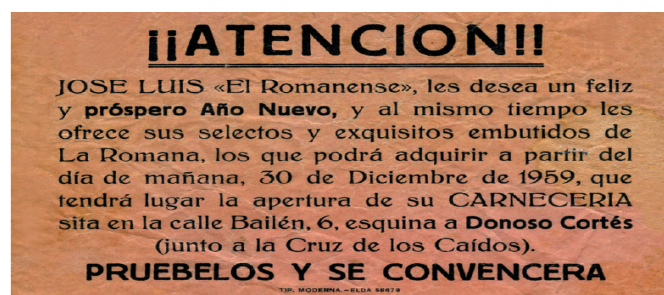 ¡¡ATENCION!!
JOSE LUIS «El Romanense», les desea un feliz
y próspero Año Nuevo, y al mismo tiempo les
ofrece sus selectos y exquisitos embutidos de
La Romana, los que podrá adquirir a partir del
día de mañana, 30 de Diciembre de 1959, que
tendrá lugar la apertura de su CARNECERIA
sita en la calle Bailén, 6, esquina a Donoso Cortés
(junto a la Cruz de los Caídos).
PRUEBELOS Y SE CONVENCERA
TIP. MODERNA.-ELDA